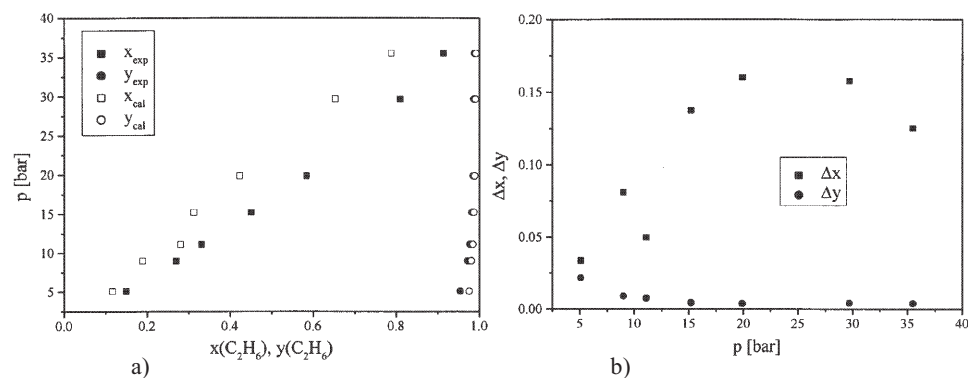 40
35
30
25
20
15
10
5
p [bar]
x_exp
y_exp
x_cal
y_cal
0.0 0.2 0.4 0.6 0.8 1.0
x(C₂H₆), y(C₂H₆)
a)
0.20
0.15
0.10
0.05
0.00
Δx, Δy
Δx
Δy
5 10 15 20 25 30 35 40
p [bar]
b)